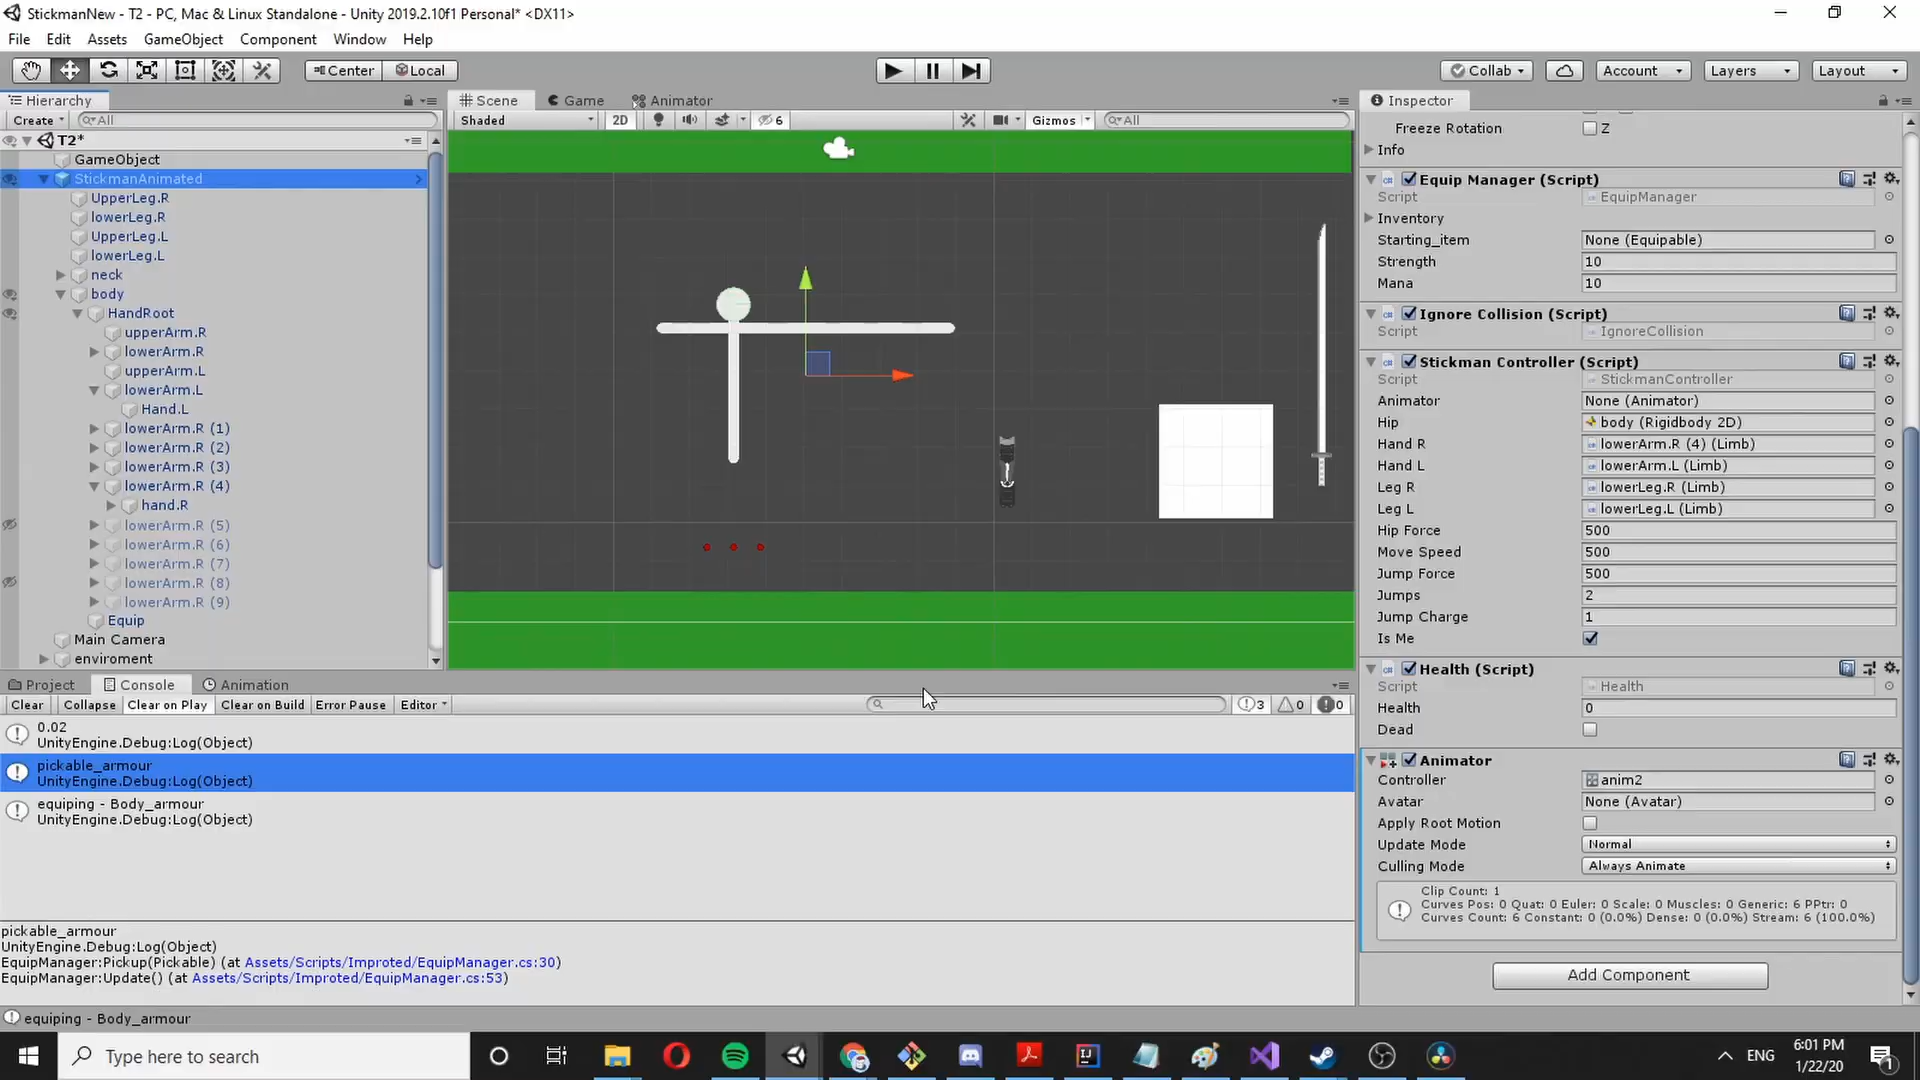 StickmanNew - T2 - PC, Mac & Linux Standalone - Unity 2019.2.10f1 Personal* <DX11>
File Edit Assets GameObject Component Window Help
Center Local Collab Account Layers Layout
Hierarchy
Create All
T2*
GameObject
StickmanAnimated
UpperLeg.R
lowerLeg.R
UpperLeg.L
lowerLeg.L
neck
body
HandRoot
upperArm.R
lowerArm.R
upperArm.L
lowerArm.L
Hand.L
lowerArm.R (1)
lowerArm.R (2)
lowerArm.R (3)
lowerArm.R (4)
hand.R
lowerArm.R (5)
lowerArm.R (6)
lowerArm.R (7)
lowerArm.R (8)
lowerArm.R (9)
Equip
Main Camera
enviroment
Scene Game Animator
Shaded 2D 6 Gizmos All
Inspector
Freeze Rotation Z
Info
Equip Manager (Script)
Script EquipManager
Inventory
Starting_item None (Equipable)
Strength 10
Mana 10
Ignore Collision (Script)
Script IgnoreCollision
Stickman Controller (Script)
Script StickmanController
Animator None (Animator)
Hip body (Rigidbody 2D)
Hand R lowerArm.R (4) (Limb)
Hand L lowerArm.L (Limb)
Leg R lowerLeg.R (Limb)
Leg L lowerLeg.L (Limb)
Hip Force 500
Move Speed 500
Jump Force 500
Jumps 2
Jump Charge 1
Is Me
Health (Script)
Script Health
Health 0
Dead
Animator
Controller anim2
Avatar None (Avatar)
Apply Root Motion
Update Mode Normal
Culling Mode Always Animate
Clip Count: 1
Curves Pos: 0 Quat: 0 Euler: 0 Scale: 0 Muscles: 0 Generic: 6 PPtr: 0
Curves Count: 6 Constant: 0 (0.0%) Dense: 0 (0.0%) Stream: 6 (100.0%)
Add Component
Project Console Animation
Clear Collapse Clear on Play Clear on Build Error Pause Editor 3 0 0
0.02
UnityEngine.Debug:Log(Object)
pickable_armour
UnityEngine.Debug:Log(Object)
equiping - Body_armour
UnityEngine.Debug:Log(Object)
pickable_armour
UnityEngine.Debug:Log(Object)
EquipManager:Pickup(Pickable) (at Assets/Scripts/Improted/EquipManager.cs:30)
EquipManager:Update() (at Assets/Scripts/Improted/EquipManager.cs:53)
equiping - Body_armour
Type here to search
ENG
6:01 PM
1/22/20
1